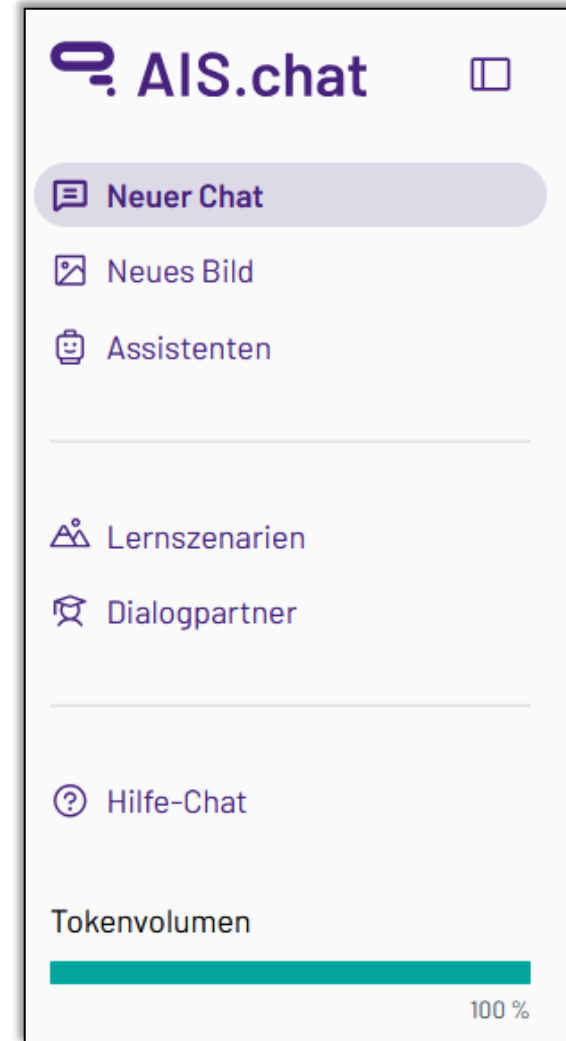 AIS.chat
Neuer Chat
Neues Bild
Assistenten
Lernszenarien
Dialogpartner
Hilfe-Chat
Tokenvolumen
100 %